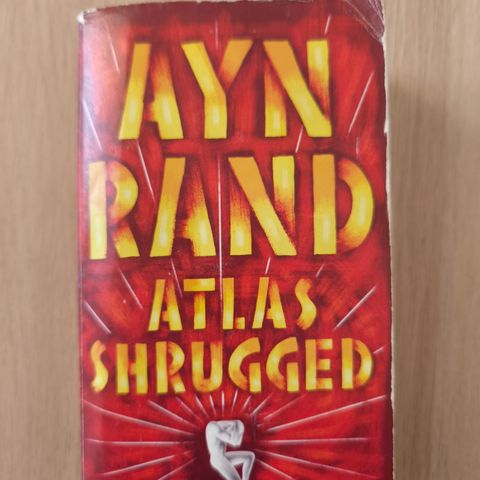 AYN
RAND
ATLAS
SHRUGGED